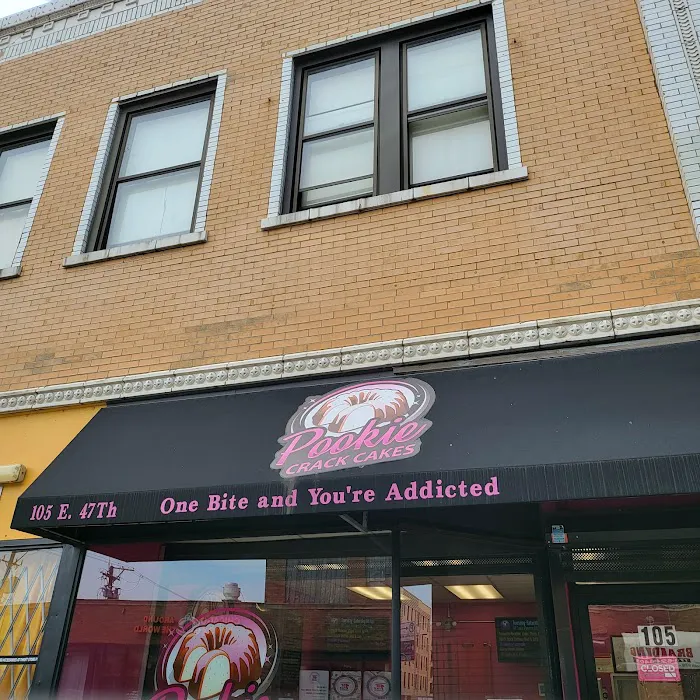 Pookie
CRACK CAKES
105 E. 47Th
One Bite and You're Addicted
105
CLOSED